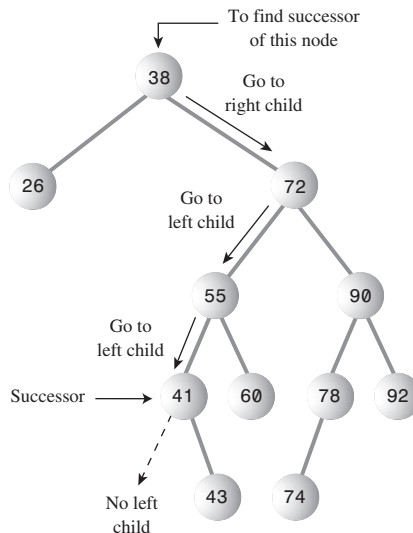 To find successor
of this node
38
Go to
right child
26
72
Go to
left child
55
90
Go to
left child
Successor
41
60
78
92
43
74
No left
child